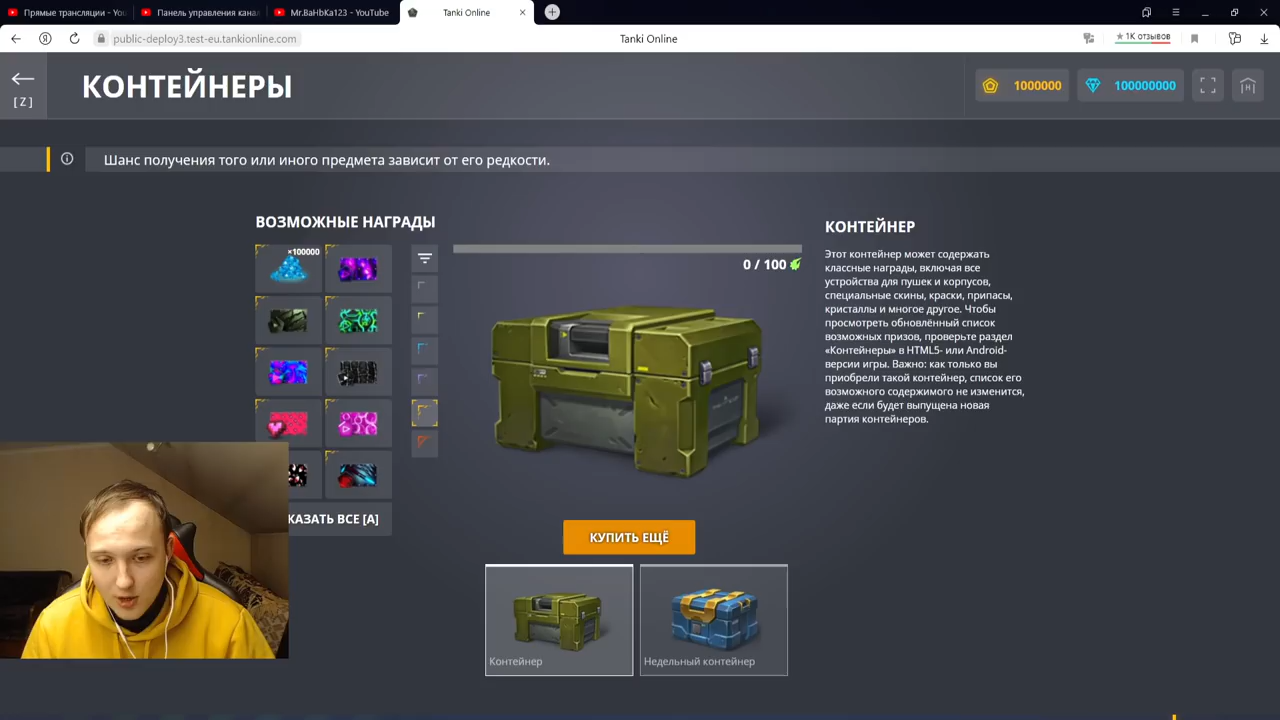 Прямые трансляции - You
Панель управления канал
Mr.BaHbKa123 - YouTube
Tanki Online
public-deploy3.test-eu.tankionline.com
Tanki Online
1К отзывов
[ Z ]
КОНТЕЙНЕРЫ
1000000
100000000
Шанс получения того или иного предмета зависит от его редкости.
ВОЗМОЖНЫЕ НАГРАДЫ
×100000
КАЗАТЬ ВСЕ [A]
0 / 100
КУПИТЬ ЕЩЁ
Контейнер
Недельный контейнер
КОНТЕЙНЕР
Этот контейнер может содержать
классные награды, включая все
устройства для пушек и корпусов,
специальные скины, краски, припасы,
кристаллы и многое другое. Чтобы
просмотреть обновлённый список
возможных призов, проверьте раздел
«Контейнеры» в HTML5- или Android-
версии игры. Важно: как только вы
приобрели такой контейнер, список его
возможного содержимого не изменится,
даже если будет выпущена новая
партия контейнеров.